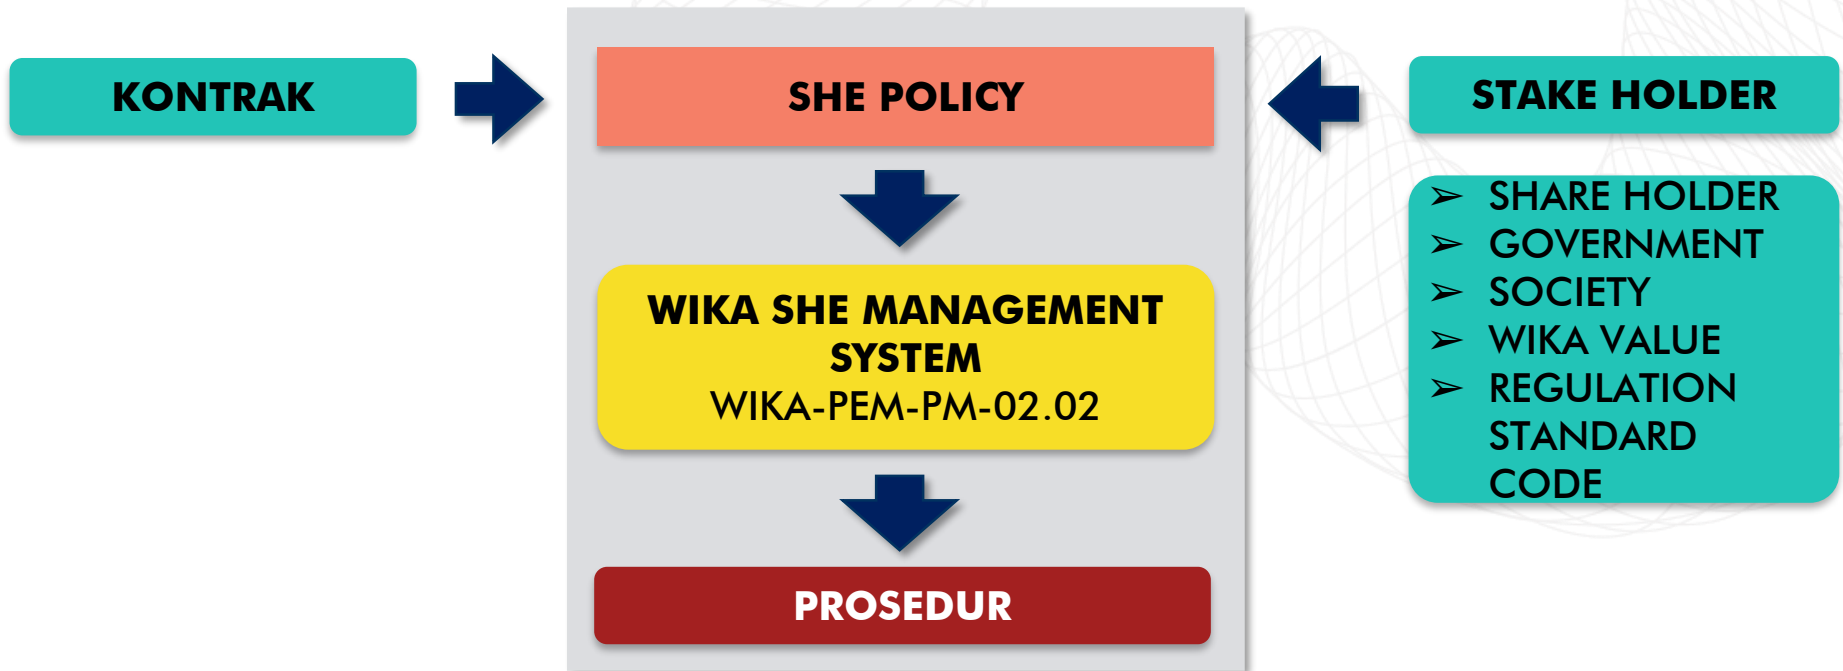 KONTRAK
SHE POLICY
STAKE HOLDER
➢ SHARE HOLDER
➢ GOVERNMENT
➢ SOCIETY
➢ WIKA VALUE
➢ REGULATION
STANDARD
CODE
WIKA SHE MANAGEMENT
SYSTEM
WIKA-PEM-PM-02.02
PROSEDUR